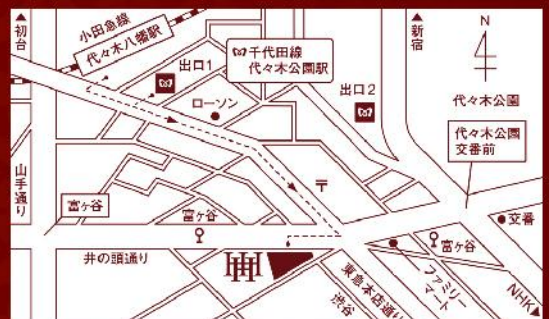 ▲初台
小田急線
代々木八幡駅
出口1
千代田線
代々木公園駅
▲新宿
N
ローソン
出口2
代々木公園
代々木公園
交番前
山手通り
富ヶ谷
富ヶ谷
〒
井の頭通り
富ヶ谷
交番
東急本店通り
渋谷
ファミリー
マート
NHK▲